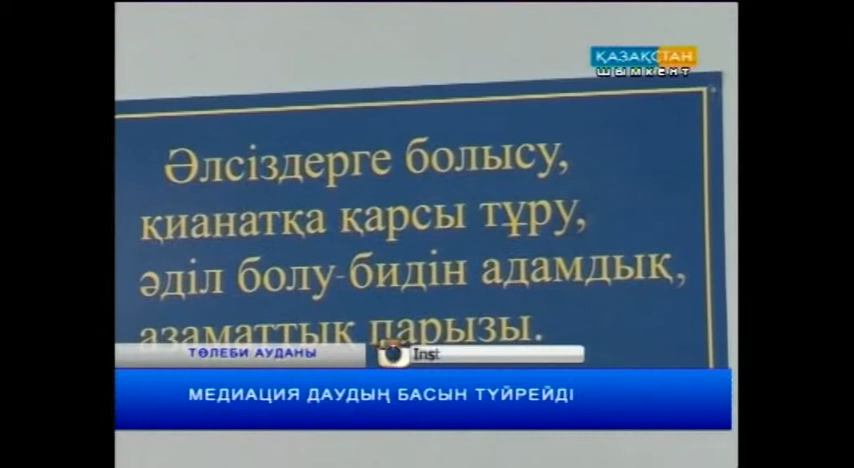 ҚАЗАҚСТАН
ШЫМКЕНТ
Әлсіздерге болысу,
қианатқа қарсы тұру,
әділ болу-бидін адамдық,
азаматтық парызы.
ТӨЛЕБИ АУДАНЫ
Inst
МЕДИАЦИЯ ДАУДЫҢ БАСЫН ТҮЙРЕЙДІ